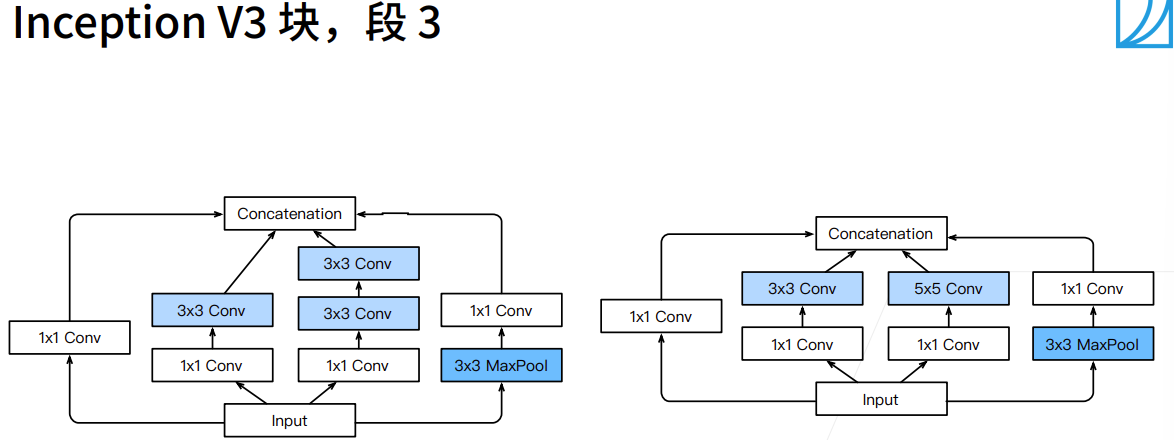 Inception V3 块，段 3
Concatenation
3x3 Conv
3x3 Conv
3x3 Conv
1x1 Conv
1x1 Conv
1x1 Conv
1x1 Conv
3x3 MaxPool
Input
Concatenation
3x3 Conv
5x5 Conv
1x1 Conv
1x1 Conv
1x1 Conv
1x1 Conv
3x3 MaxPool
Input